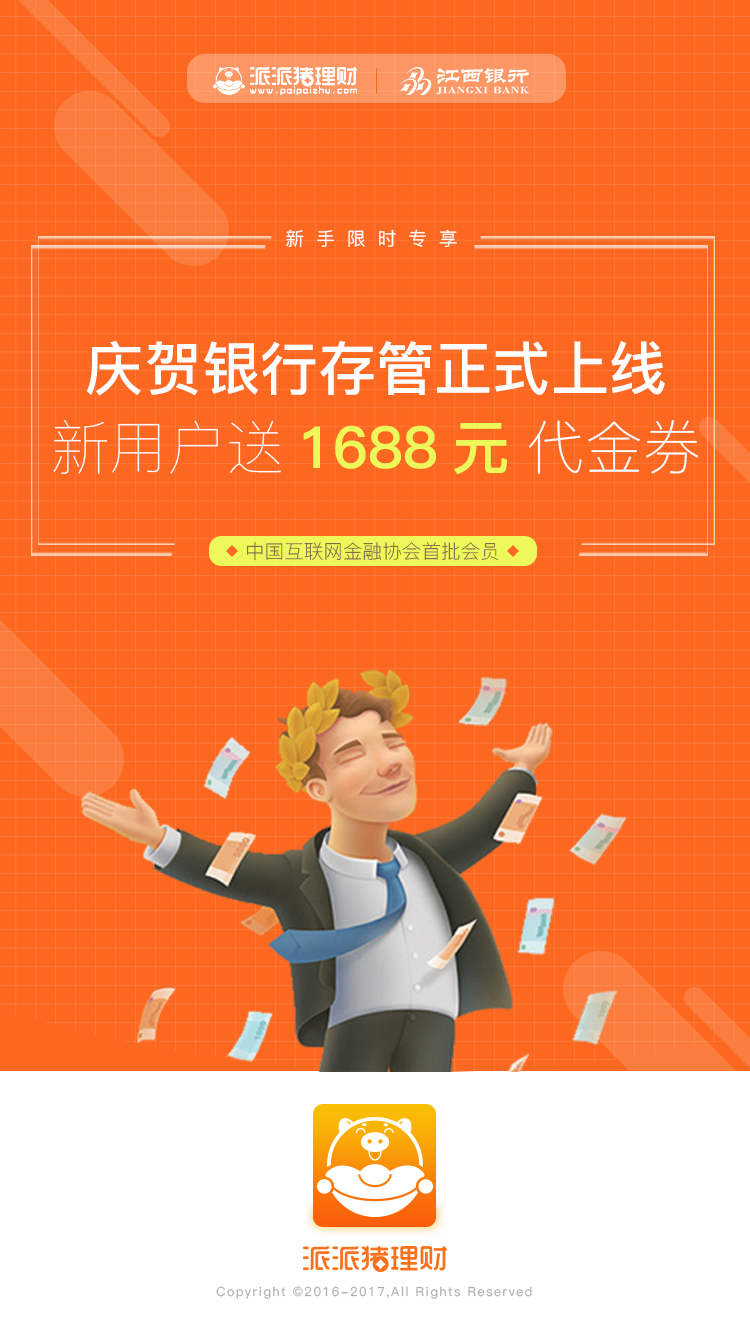 派派猪理财 江西银行
www.paipaizhu.com JIANGXI BANK
新手限时专享
庆贺银行存管正式上线
新用户送 1688 元 代金券
中国互联网金融协会首批会员
派派猪理财
Copyright ©2016-2017,All Rights Reserved